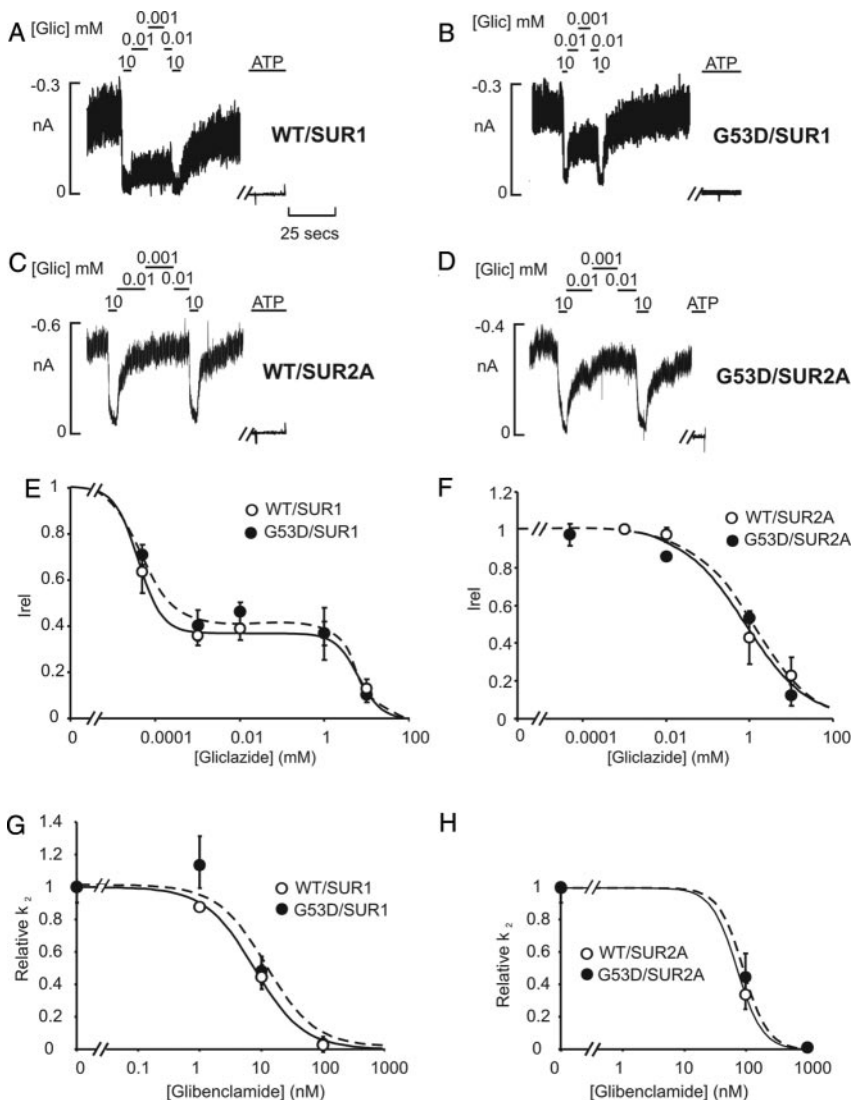 A
[Glic] mM
0.001
0.01 0.01
10 10
ATP
-0.3
nA
0
WT/SUR1
25 secs
B
0.001
0.01 0.01
10 10
ATP
-0.3
nA
0
G53D/SUR1
C
[Glic] mM
0.001
0.01 0.01
10 10
ATP
-0.6
nA
0
WT/SUR2A
D
[Glic] mM
0.001
0.01 0.01
10 10
ATP
-0.4
nA
0
G53D/SUR2A
E
WT/SUR1
G53D/SUR1
Irel
1
0.8
0.6
0.4
0.2
0
0 0.0001 0.01 1 100
[Gliclazide] (mM)
F
WT/SUR2A
G53D/SUR2A
Irel
1.2
1
0.8
0.6
0.4
0.2
0
0 0.0001 0.01 1 100
[Gliclazide] (mM)
G
WT/SUR1
G53D/SUR1
Relative k2
1.4
1.2
1
0.8
0.6
0.4
0.2
0
0 0.1 1 10 100 1000
[Glibenclamide] (nM)
H
WT/SUR2A
G53D/SUR2A
Relative k2
1
0.8
0.6
0.4
0.2
0
0 1 10 100 1000
[Glibenclamide] (nM)